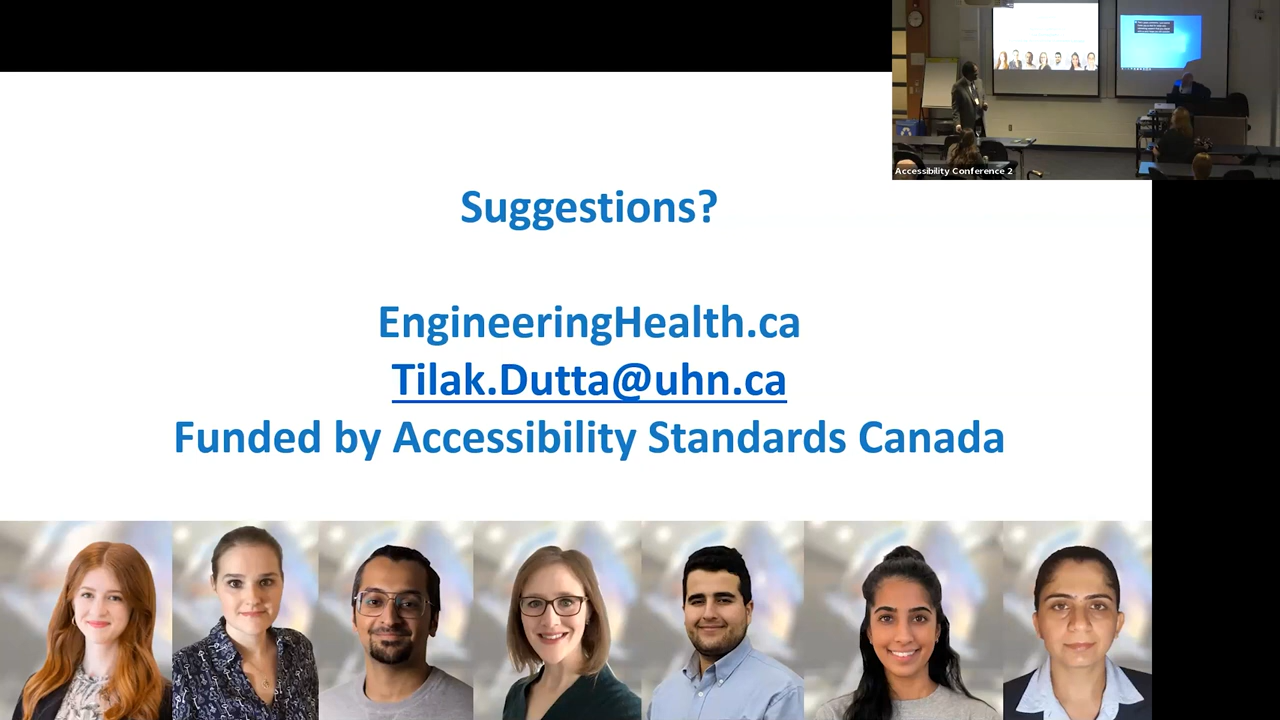 Accessibility Conference 2
Suggestions?
EngineeringHealth.ca
Tilak.Dutta@uhn.ca
Funded by Accessibility Standards Canada